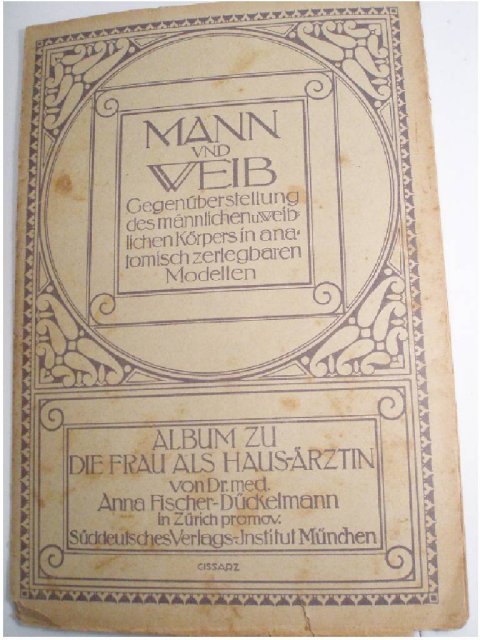 MANN
VND
WEIB
Gegenüberstellung
des männlichen u. weib-
lichen Körpers in ana-
tomisch zerlegbaren
Modellen
ALBUM ZU
DIE FRAU ALS HAUS-ÄRZTIN
von Dr. med.
Anna Fischer-Dückelmann
in Zürich promov.
Süddeutsches Verlags-Institut München
CISSARZ